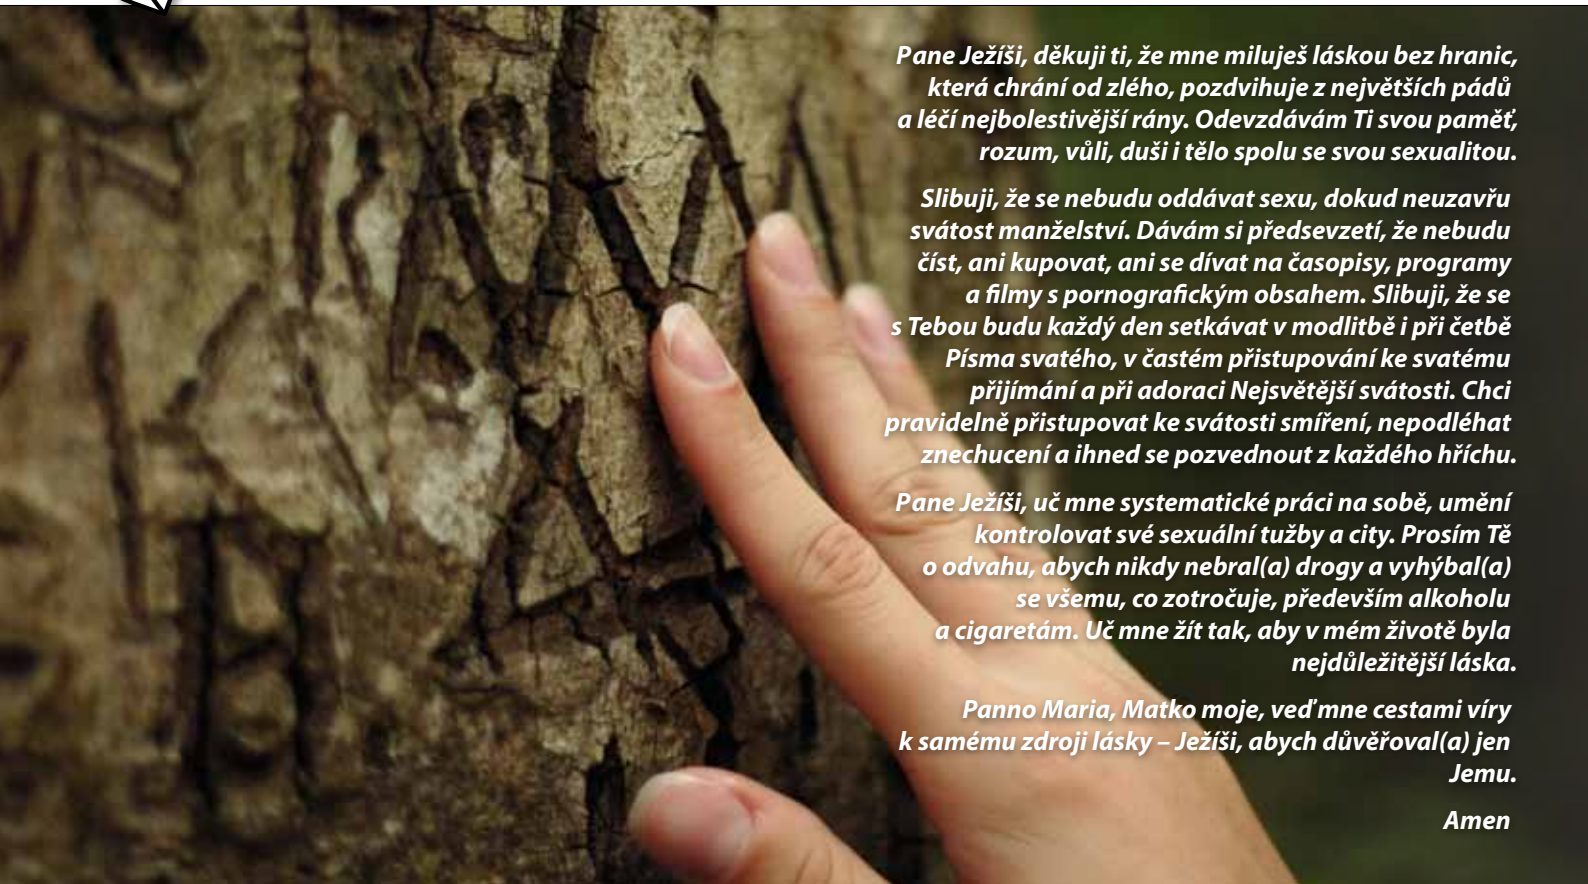 Pane Ježíši, děkuji ti, že mne miluješ láskou bez hranic,
která chrání od zlého, pozdvihuje z největších pádů
a léčí nejbolestivější rány. Odevzdávám Ti svou paměť,
rozum, vůli, duši i tělo spolu se svou sexualitou.
Slibuji, že se nebudu oddávat sexu, dokud neuzavřu
svátost manželství. Dávám si předsevzetí, že nebudu
číst, ani kupovat, ani se dívat na časopisy, programy
a filmy s pornografickým obsahem. Slibuji, že se
s Tebou budu každý den setkávat v modlitbě i při četbě
Písma svatého, v častém přistupování ke svatému
přijímání a při adoraci Nejsvětější svátosti. Chci
pravidelně přistupovat ke svátosti smíření, nepodléhat
znechucení a ihned se pozvednout z každého hříchu.
Pane Ježíši, uč mne systematické práci na sobě, umění
kontrolovat své sexuální tužby a city. Prosím Tě
o odvahu, abych nikdy nebral(a) drogy a vyhýbal(a)
se všemu, co zotročuje, především alkoholu
a cigaretám. Uč mne žít tak, aby v mém životě byla
nejdůležitější láska.
Panno Maria, Matko moje, veď mne cestami víry
k samému zdroji lásky – Ježíši, abych důvěřoval(a) jen
Jemu.
Amen